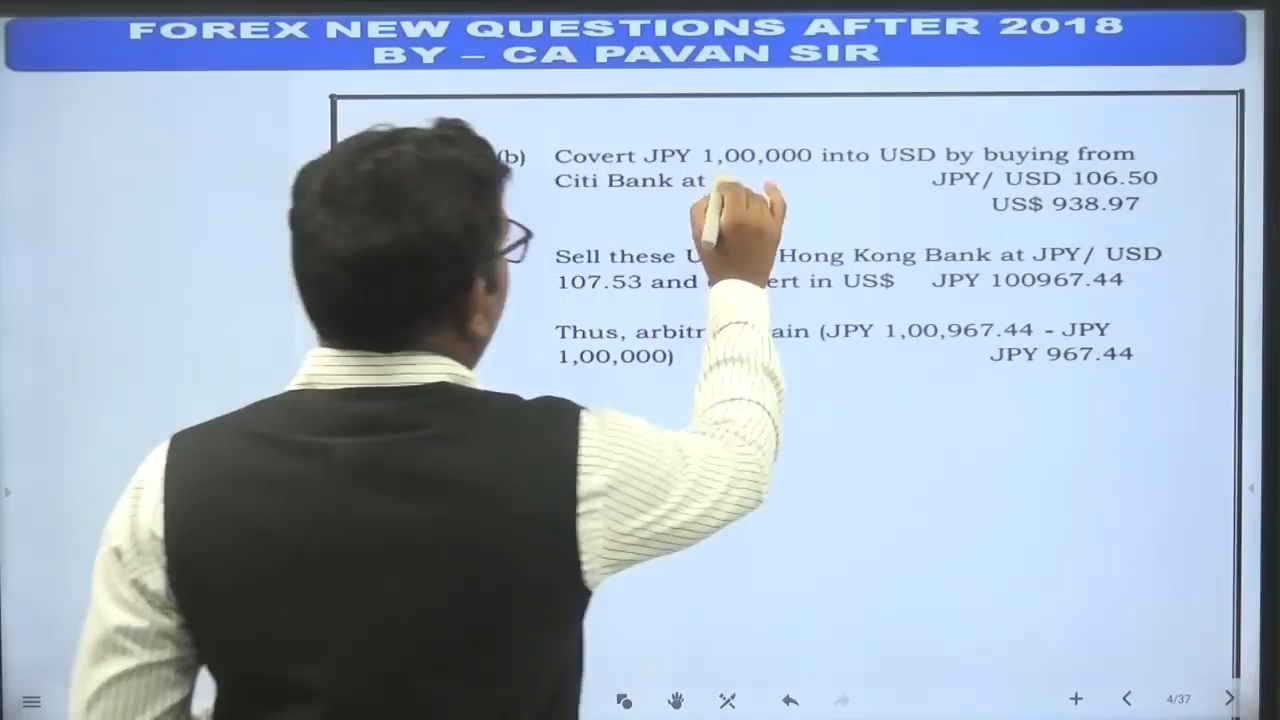 FOREX NEW QUESTIONS AFTER 2018
BY – CA PAVAN SIR
(b) Covert JPY 1,00,000 into USD by buying from
Citi Bank at JPY/ USD 106.50
US$ 938.97
Sell these Hong Kong Bank at JPY/ USD
107.53 and in US$ JPY 100967.44
Thus, (JPY 1,00,967.44 - JPY
1,00,000) JPY 967.44
4/37